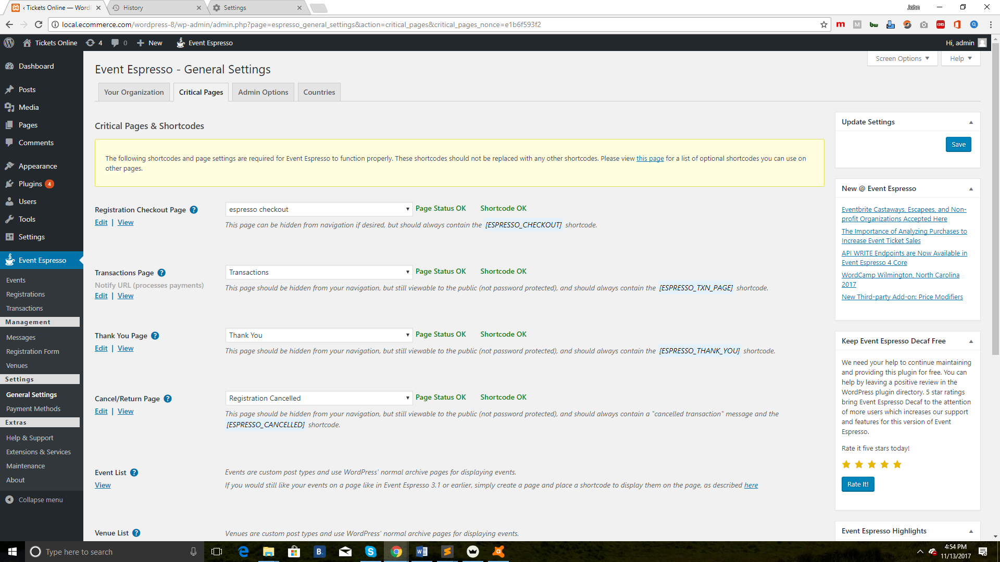 ‹ Tickets Online — Word
History
Settings
John
local.ecommerce.com/wordpress-8/wp-admin/admin.php?page=espresso_general_settings&action=critical_pages&critical_pages_nonce=e1b6f593f2
Tickets Online
4
0
New
Event Espresso
Hi, admin
Dashboard
Posts
Media
Pages
Comments
Appearance
Plugins 4
Users
Tools
Settings
Event Espresso
Events
Registrations
Transactions
Management
Messages
Registration Form
Venues
Settings
General Settings
Payment Methods
Extras
Help & Support
Extensions & Services
Maintenance
About
Collapse menu
Screen Options
Help
Event Espresso - General Settings
Your Organization
Critical Pages
Admin Options
Countries
Critical Pages & Shortcodes
The following shortcodes and page settings are required for Event Espresso to function properly. These shortcodes should not be replaced with any other shortcodes. Please view this page for a list of optional shortcodes you can use on
other pages.
Registration Checkout Page ?
Edit | View
espresso checkout
Page Status OK
Shortcode OK
This page can be hidden from navigation if desired, but should always contain the [ESPRESSO_CHECKOUT] shortcode.
Transactions Page ?
Notify URL (processes payments)
Edit | View
Transactions
Page Status OK
Shortcode OK
This page should be hidden from your navigation, but still viewable to the public (not password protected), and should always contain the [ESPRESSO_TXN_PAGE] shortcode.
Thank You Page ?
Edit | View
Thank You
Page Status OK
Shortcode OK
This page should be hidden from your navigation, but still viewable to the public (not password protected), and should always contain the [ESPRESSO_THANK_YOU] shortcode.
Cancel/Return Page ?
Edit | View
Registration Cancelled
Page Status OK
Shortcode OK
This page should be hidden from your navigation, but still viewable to the public (not password protected), and should always contain a "cancelled transaction" message and the
[ESPRESSO_CANCELLED] shortcode.
Event List ?
View
Events are custom post types and use WordPress' normal archive pages for displaying events.
If you would still like your events on a page like in Event Espresso 3.1 or earlier, simply create a page and place a shortcode to display them on the page, as described here
Venue List ?
Venues are custom post types and use WordPress' normal archive pages for displaying events.
Update Settings
Save
New @ Event Espresso
Eventbrite Castaways, Escapees, and Non-
profit Organizations Accepted Here
The Importance of Analyzing Purchases to
Increase Event Ticket Sales
API WRITE Endpoints are Now Available in
Event Espresso 4 Core
WordCamp Wilmington, North Carolina
2017
New Third-party Add-on: Price Modifiers
Keep Event Espresso Decaf Free
We need your help to continue maintaining
and providing this plugin for free. You can
help by leaving a positive review in the
WordPress plugin directory. 5 star ratings
bring Event Espresso Decaf to the attention
of more users which increases our support
and features for this version of Event
Espresso.
Rate it five stars today!
Rate It!
Event Espresso Highlights
Type here to search
4:54 PM
11/13/2017